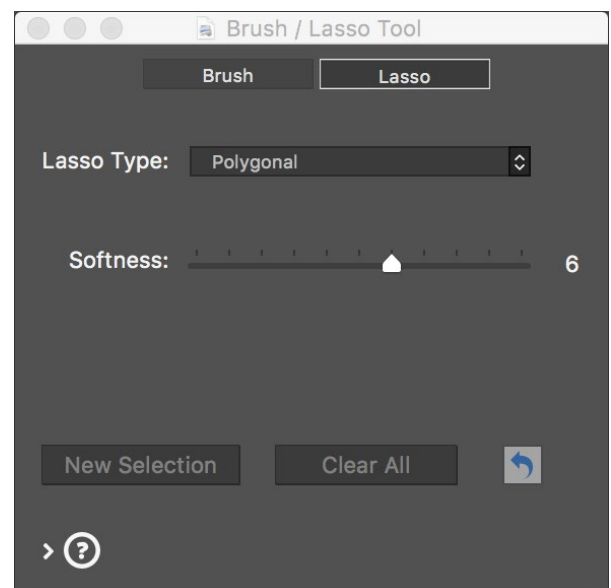 Brush / Lasso Tool
Brush Lasso
Lasso Type: Polygonal
Softness: 6
New Selection Clear All
> ?